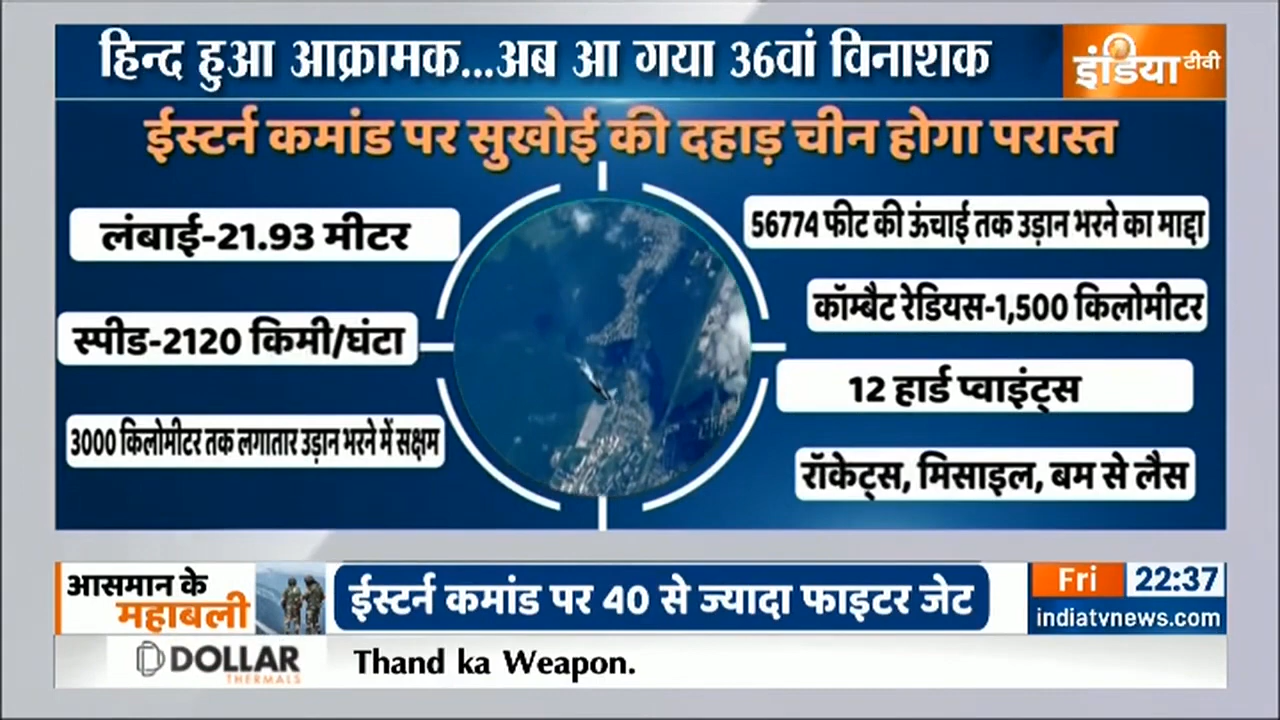 हिन्द हुआ आक्रामक...अब आ गया 36वां विनाशक
इंडिया टीवी
ईस्टर्न कमांड पर सुखोई की दहाड़ चीन होगा परास्त
लंबाई-21.93 मीटर
स्पीड-2120 किमी/घंटा
3000 किलोमीटर तक लगातार उड़ान भरने में सक्षम
56774 फीट की ऊंचाई तक उड़ान भरने का माद्दा
कॉम्बैट रेडियस-1,500 किलोमीटर
12 हार्ड प्वाइंट्स
रॉकेट्स, मिसाइल, बम से लैस
आसमान के
महाबली
ईस्टर्न कमांड पर 40 से ज्यादा फाइटर जेट
Fri 22:37
indiatvnews.com
DOLLAR
THERMALS
Thand ka Weapon.